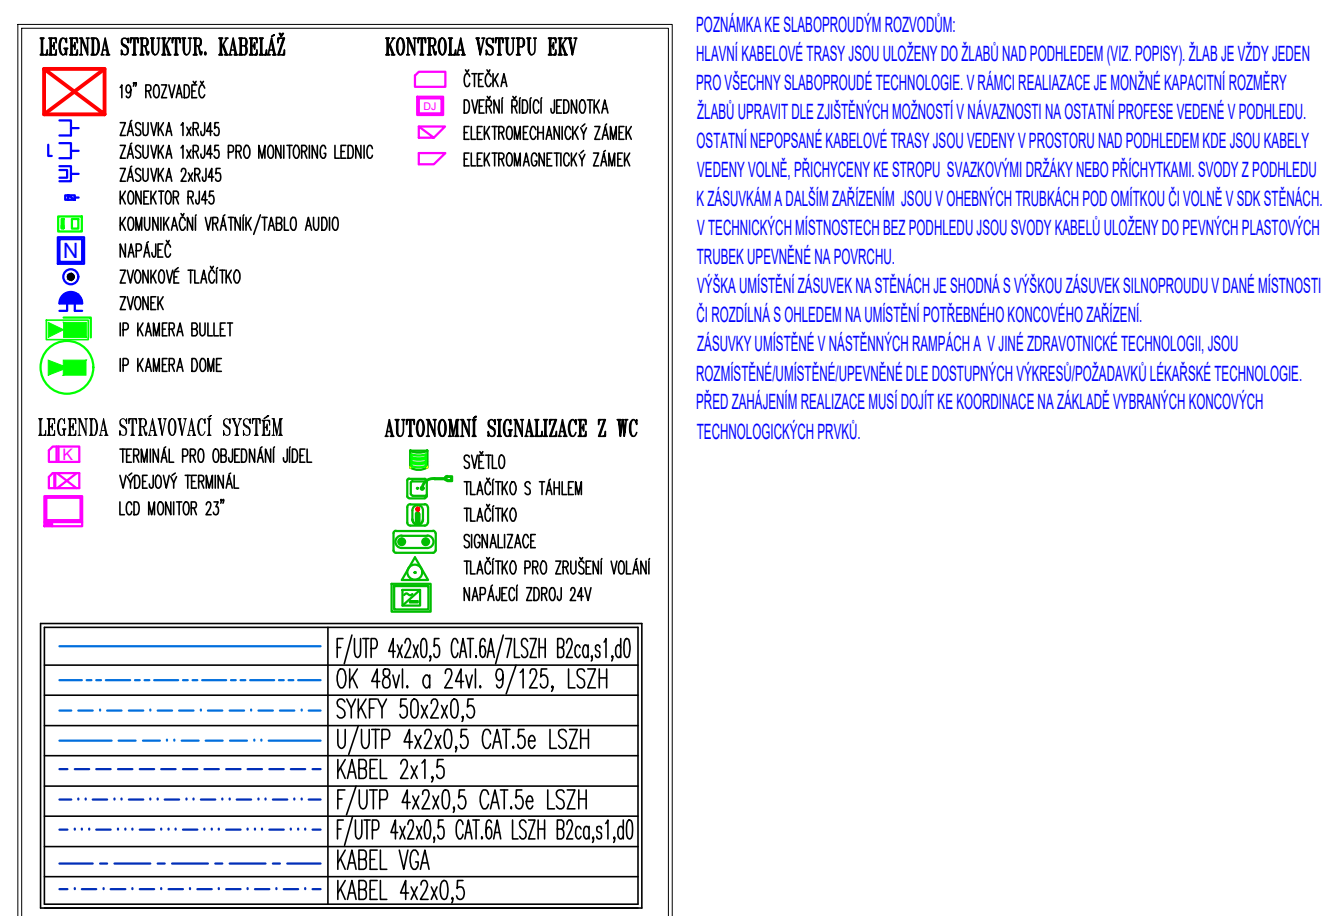 LEGENDA STRUKTUR. KABELÁŽ
19" ROZVADĚČ
ZÁSUVKA 1xRJ45
ZÁSUVKA 1xRJ45 PRO MONITORING LEDNIC
L
ZÁSUVKA 2xRJ45
KONEKTOR RJ45
KOMUNIKAČNÍ VRÁTNÍK/TABLO AUDIO
N
NAPÁJEČ
ZVONKOVÉ TLAČÍTKO
ZVONEK
IP KAMERA BULLET
IP KAMERA DOME
KONTROLA VSTUPU EKV
ČTEČKA
DJ
DVEŘNÍ ŘÍDÍCÍ JEDNOTKA
ELEKTROMECHANICKÝ ZÁMEK
ELEKTROMAGNETICKÝ ZÁMEK
LEGENDA STRAVOVACÍ SYSTÉM
K
TERMINÁL PRO OBJEDNÁNÍ JÍDEL
VÝDEJOVÝ TERMINÁL
LCD MONITOR 23"
AUTONOMNÍ SIGNALIZACE Z WC
SVĚTLO
TLAČÍTKO S TÁHLEM
TLAČÍTKO
SIGNALIZACE
TLAČÍTKO PRO ZRUŠENÍ VOLÁNÍ
NAPÁJECÍ ZDROJ 24V
F/UTP 4x2x0,5 CAT.6A/7LSZH B2ca,s1,d0
OK 48vl. a 24vl. 9/125, LSZH
SYKFY 50x2x0,5
U/UTP 4x2x0,5 CAT.5e LSZH
KABEL 2x1,5
F/UTP 4x2x0,5 CAT.5e LSZH
F/UTP 4x2x0,5 CAT.6A LSZH B2ca,s1,d0
KABEL VGA
KABEL 4x2x0,5
POZNÁMKA KE SLABOPROUDÝM ROZVODŮM:
HLAVNÍ KABELOVÉ TRASY JSOU ULOŽENY DO ŽLABŮ NAD PODHLEDEM (VIZ. POPISY). ŽLAB JE VŽDY JEDEN
PRO VŠECHNY SLABOPROUDÉ TECHNOLOGIE. V RÁMCI REALIAZACE JE MONŽNÉ KAPACITNÍ ROZMĚRY
ŽLABŮ UPRAVIT DLE ZJIŠTĚNÝCH MOŽNOSTÍ V NÁVAZNOSTI NA OSTATNÍ PROFESE VEDENÉ V PODHLEDU.
OSTATNÍ NEPOPSANÉ KABELOVÉ TRASY JSOU VEDENY V PROSTORU NAD PODHLEDEM KDE JSOU KABELY
VEDENY VOLNĚ, PŘICHYCENY KE STROPU SVAZKOVÝMI DRŽÁKY NEBO PŘÍCHYTKAMI. SVODY Z PODHLEDU
K ZÁSUVKÁM A DALŠÍM ZAŘÍZENÍM JSOU V OHEBNÝCH TRUBKÁCH POD OMÍTKOU ČI VOLNĚ V SDK STĚNÁCH.
V TECHNICKÝCH MÍSTNOSTECH BEZ PODHLEDU JSOU SVODY KABELŮ ULOŽENY DO PEVNÝCH PLASTOVÝCH
TRUBEK UPEVNĚNÉ NA POVRCHU.
VÝŠKA UMÍSTĚNÍ ZÁSUVEK NA STĚNÁCH JE SHODNÁ S VÝŠKOU ZÁSUVEK SILNOPROUDU V DANÉ MÍSTNOSTI
ČI ROZDÍLNÁ S OHLEDEM NA UMÍSTĚNÍ POTŘEBNÉHO KONCOVÉHO ZAŘÍZENÍ.
ZÁSUVKY UMÍSTĚNÉ V NÁSTĚNNÝCH RAMPÁCH A V JINÉ ZDRAVOTNICKÉ TECHNOLOGII, JSOU
ROZMÍSTĚNÉ/UMÍSTĚNÉ/UPEVNĚNÉ DLE DOSTUPNÝCH VÝKRESŮ/POŽADAVKŮ LÉKAŘSKÉ TECHNOLOGIE.
PŘED ZAHÁJENÍM REALIZACE MUSÍ DOJÍT KE KOORDINACE NA ZÁKLADĚ VYBRANÝCH KONCOVÝCH
TECHNOLOGICKÝCH PRVKŮ.